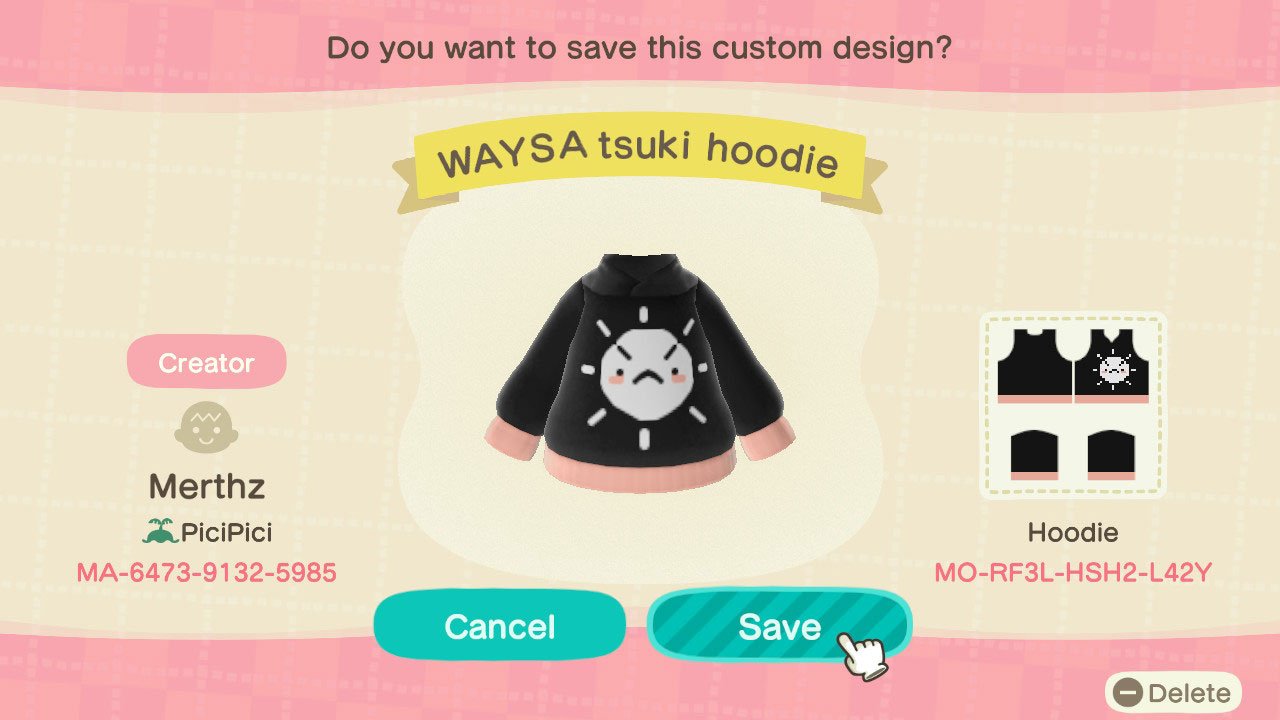 Do you want to save this custom design?
WAYSA tsuki hoodie
Creator
Merthz
PiciPici
MA-6473-9132-5985
Hoodie
MO-RF3L-HSH2-L42Y
Cancel
Save
Delete